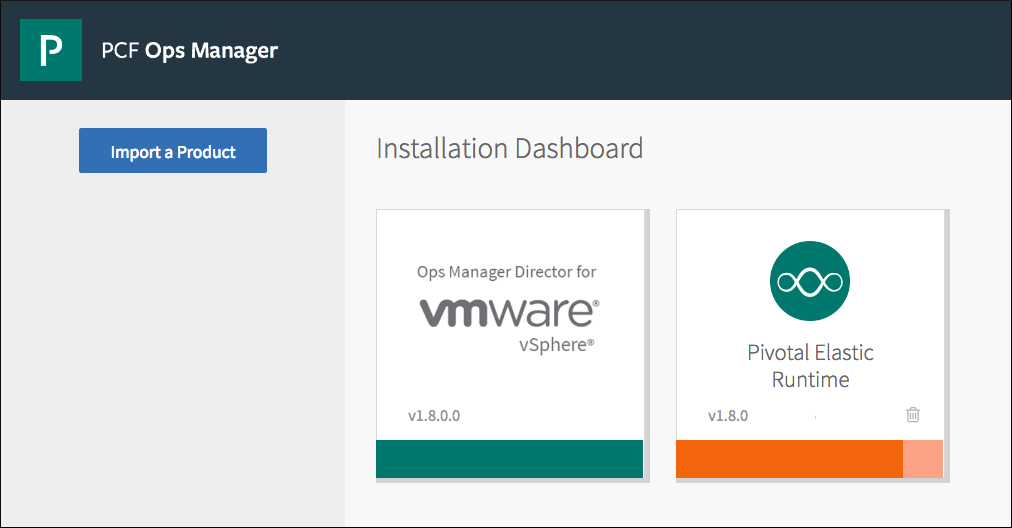 P
PCF Ops Manager
Import a Product
Installation Dashboard
Ops Manager Director for
vmware®
vSphere®
v1.8.0.0
Pivotal Elastic
Runtime
v1.8.0